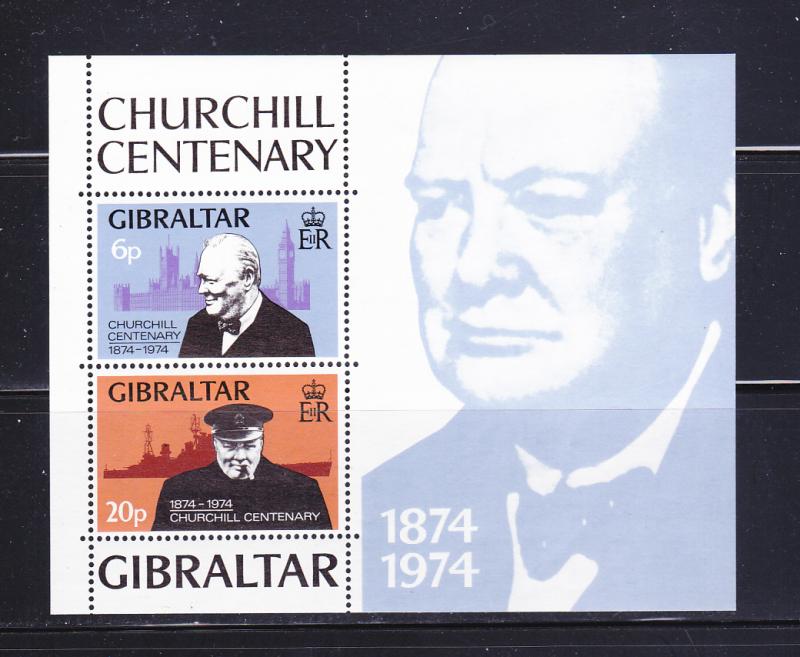 CHURCHILL
CENTENARY
GIBRALTAR
6p
EIIR
CHURCHILL
CENTENARY
1874-1974
GIBRALTAR
EIIR
20p
1874-1974
CHURCHILL CENTENARY
GIBRALTAR
1874
1974